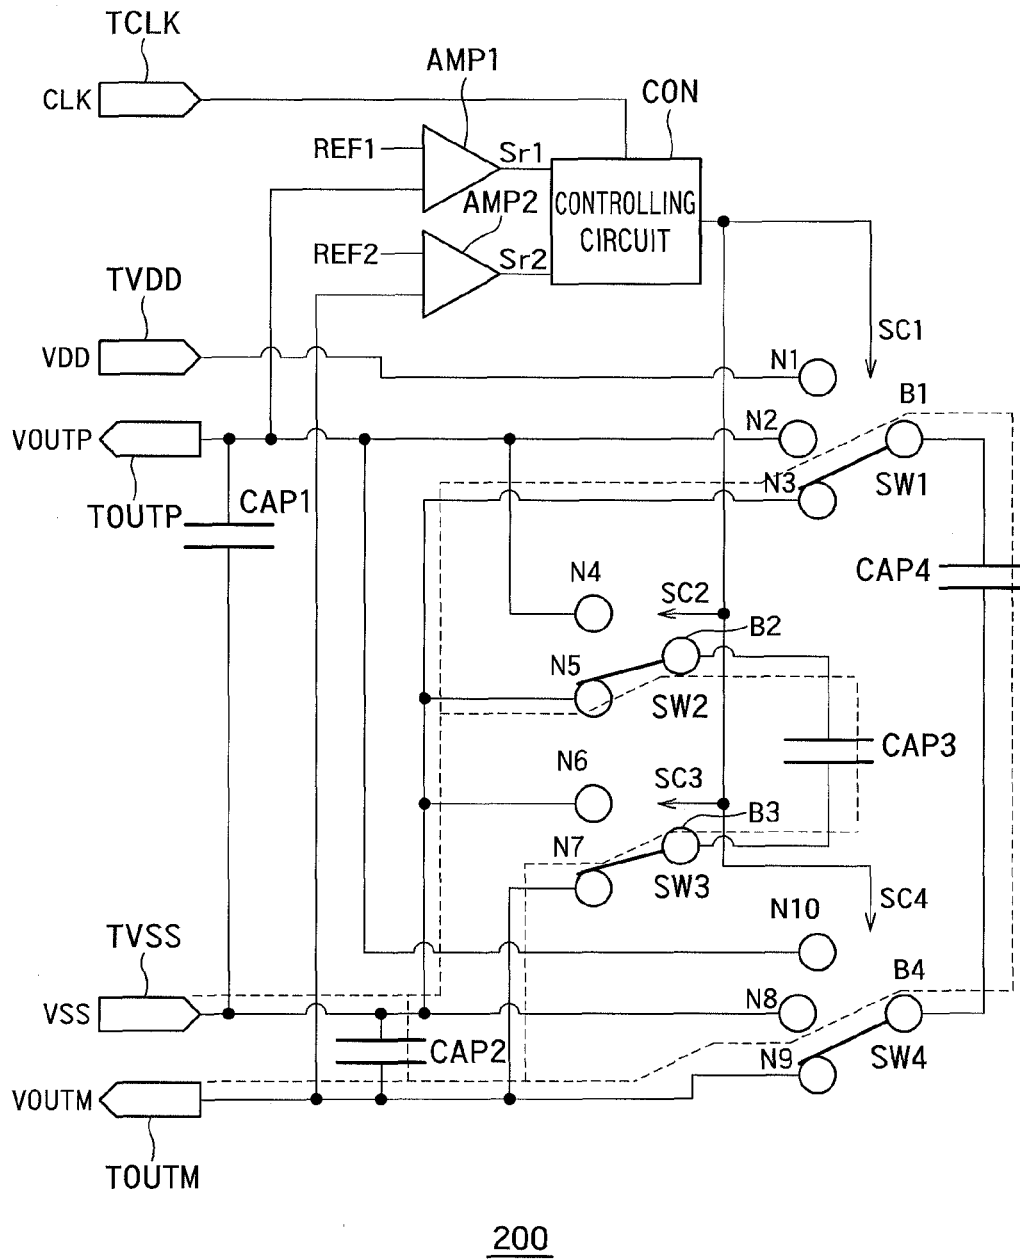 TCLK
CLK
AMP1
CON
REF1
Sr1
AMP2
CONTROLLING
CIRCUIT
REF2
Sr2
TVDD
VDD
SC1
N1
B1
VOUTP
N2
N3
SW1
TOUTP
CAP1
CAP4
N4
SC2
B2
N5
SW2
CAP3
N6
SC3
B3
N7
SW3
SC4
N10
TVSS
B4
VSS
N8
CAP2
N9
SW4
VOUTM
TOUTM
200